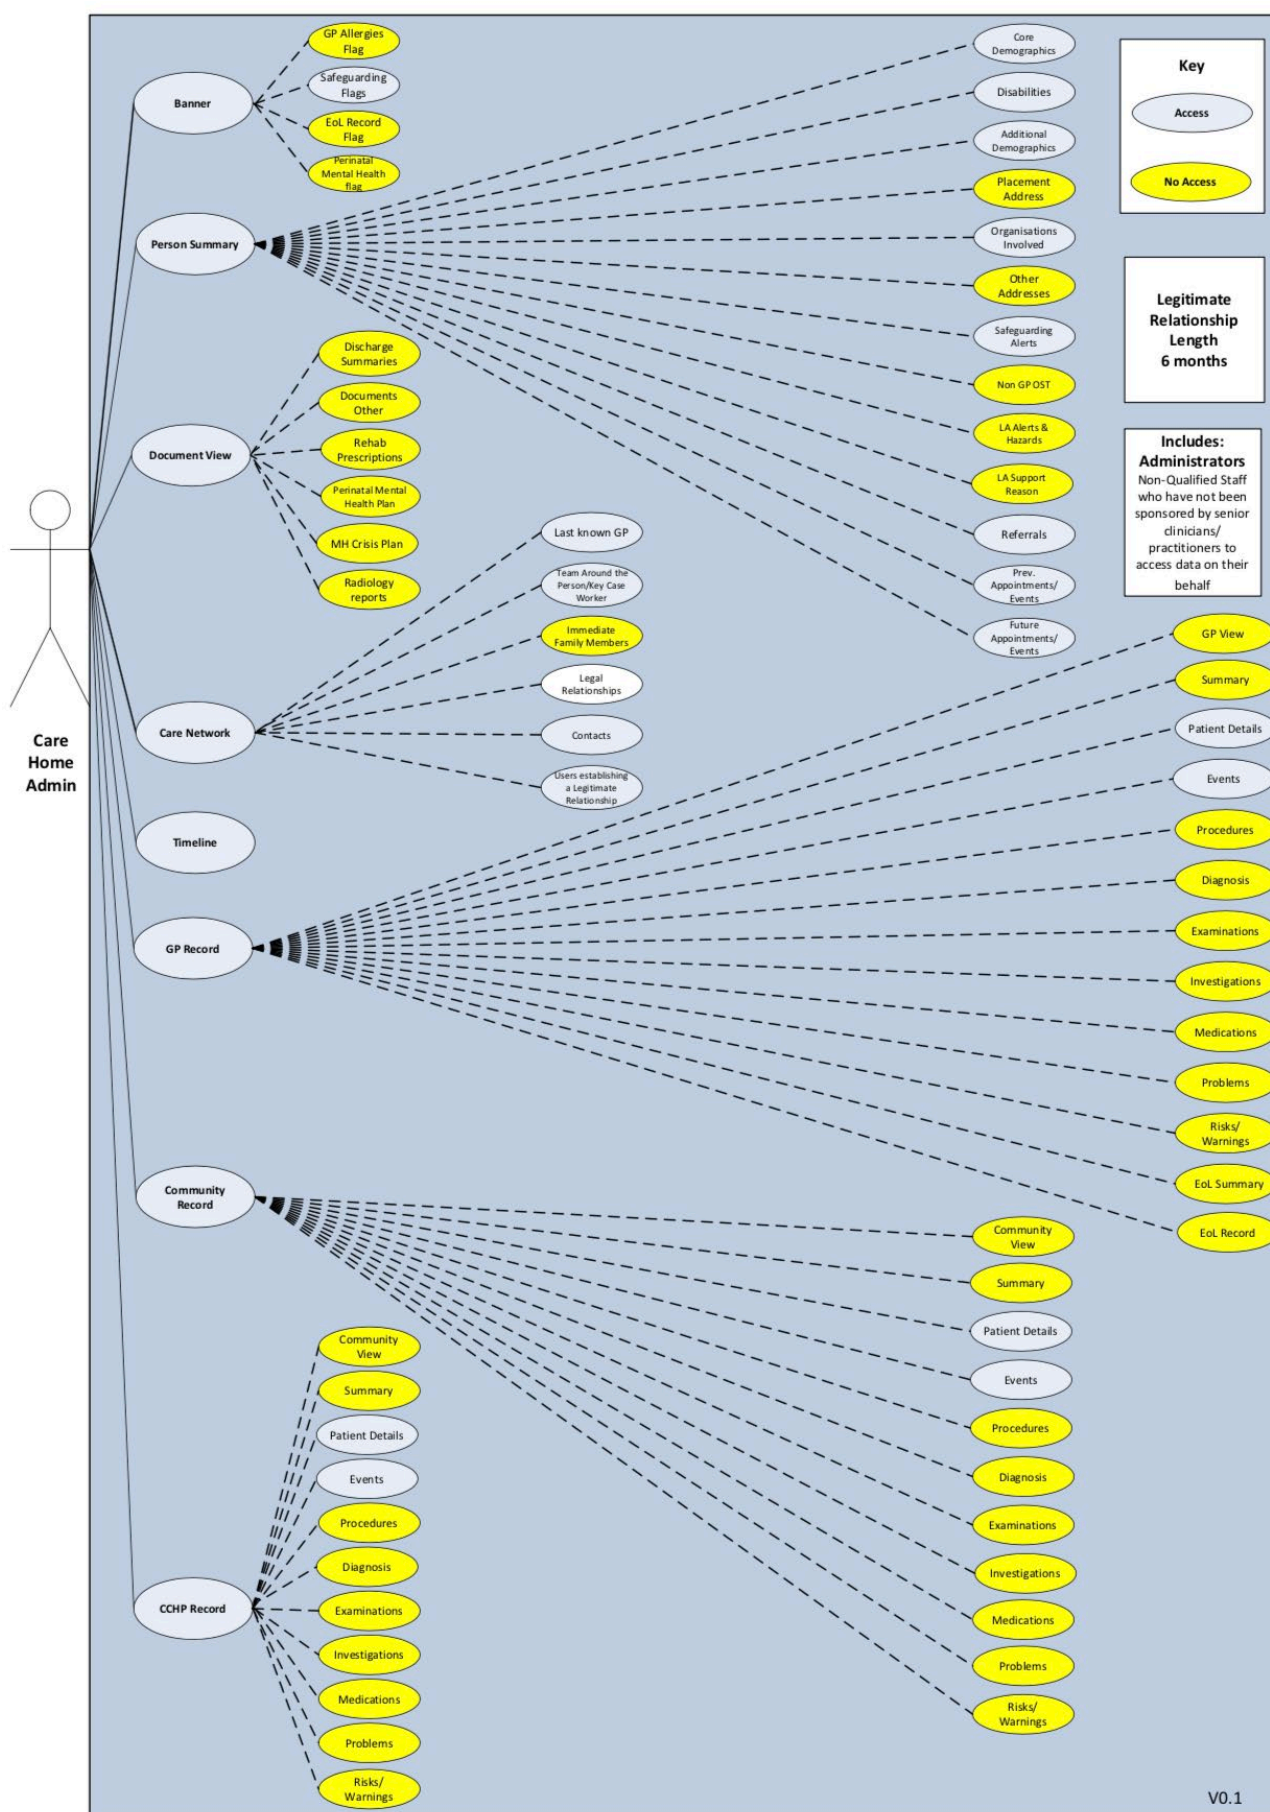 GP Allergies
Flag
Safeguarding
Flags
EoL Record
Flag
Perinatal
Mental Health
flag
Banner
Core
Demographics
Disabilities
Additional
Demographics
Placement
Address
Organisations
Involved
Other
Addresses
Safeguarding
Alerts
Non GP OST
LA Alerts &
Hazards
LA Support
Reason
Referrals
Prev.
Appointments/
Events
Future
Appointments/
Events
Person Summary
Key
Access
No Access
Legitimate
Relationship
Length
6 months
Includes:
Administrators
Non-Qualified Staff
who have not been
sponsored by senior
clinicians/
practitioners to
access data on their
behalf
Discharge
Summaries
Documents
Other
Rehab
Prescriptions
Perinatal Mental
Health Plan
MH Crisis Plan
Radiology
reports
Document View
Last known GP
Team Around the
Person/Key Case
Worker
Immediate
Family Members
Legal
Relationships
Contacts
Users establishing
a Legitimate
Relationship
Care Network
Care
Home
Admin
Timeline
GP Record
GP View
Summary
Patient Details
Events
Procedures
Diagnosis
Examinations
Investigations
Medications
Problems
Risks/
Warnings
EoL Summary
EoL Record
Community
Record
Community
View
Summary
Patient Details
Events
Procedures
Diagnosis
Examinations
Investigations
Medications
Problems
Risks/
Warnings
Community
View
Summary
Patient Details
Events
Procedures
Diagnosis
Examinations
Investigations
Medications
Problems
Risks/
Warnings
CCHP Record
V0.1